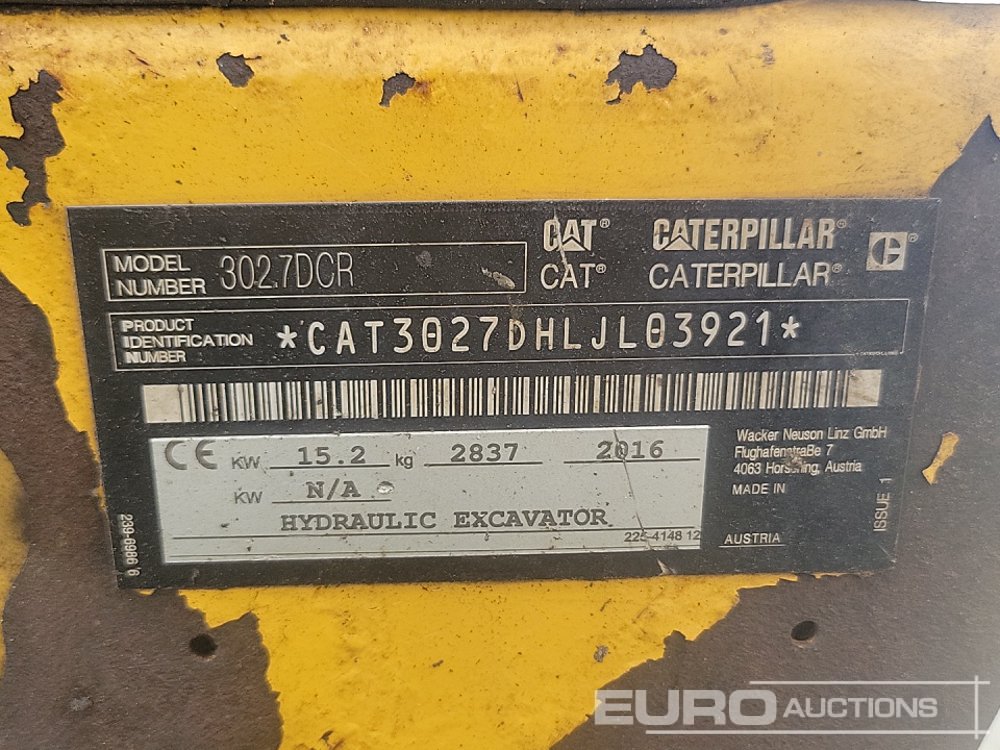 MODEL NUMBER 302.7DCR
CAT® CATERPILLAR®
CAT® CATERPILLAR®
PRODUCT IDENTIFICATION NUMBER *CAT3027DHLJL03921*
CE KW 15.2 kg 2837 2016
KW N/A
HYDRAULIC EXCAVATOR
225-4148 12
Wacker Neuson Linz GmbH
Flughafenstraße 7
4063 Hörsching, Austria
MADE IN
AUSTRIA
ISSUE 1
239-6986 6
EURO AUCTIONS